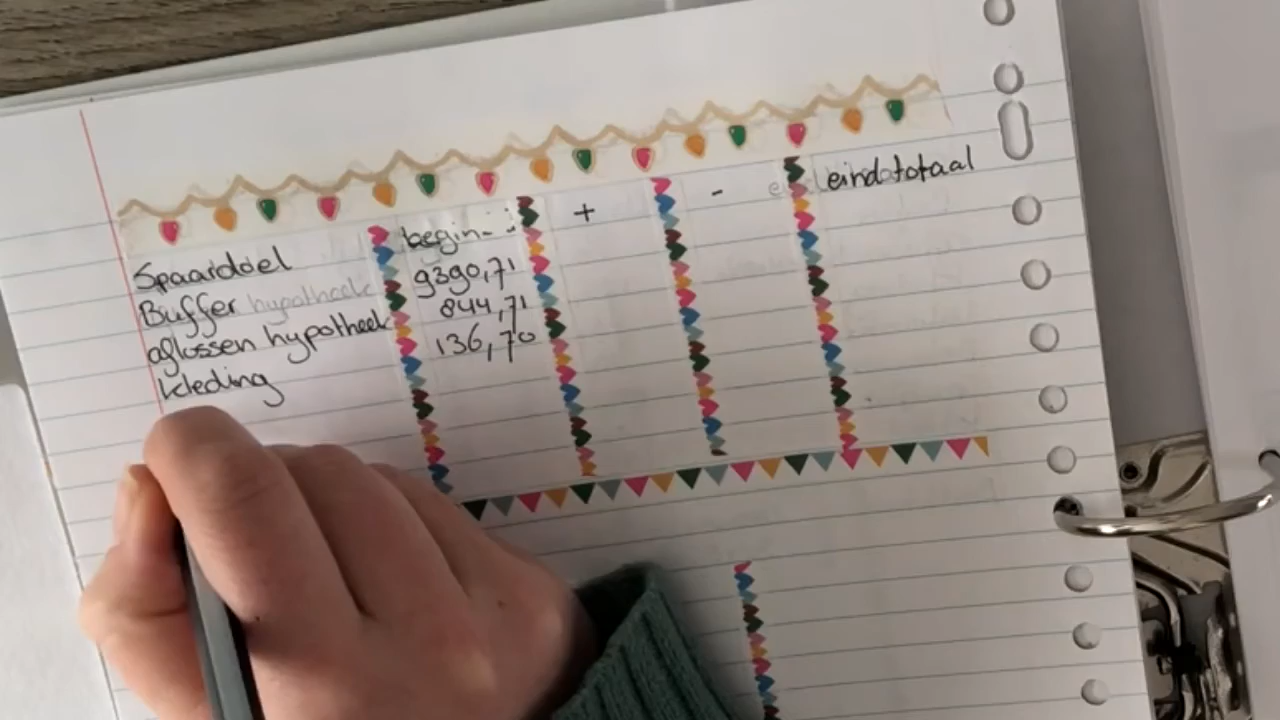 Spaardoel begin- + - eindtotaal
Buffer hypotheek 9390,71
aflossen hypotheek 844,71
kleding 136,70